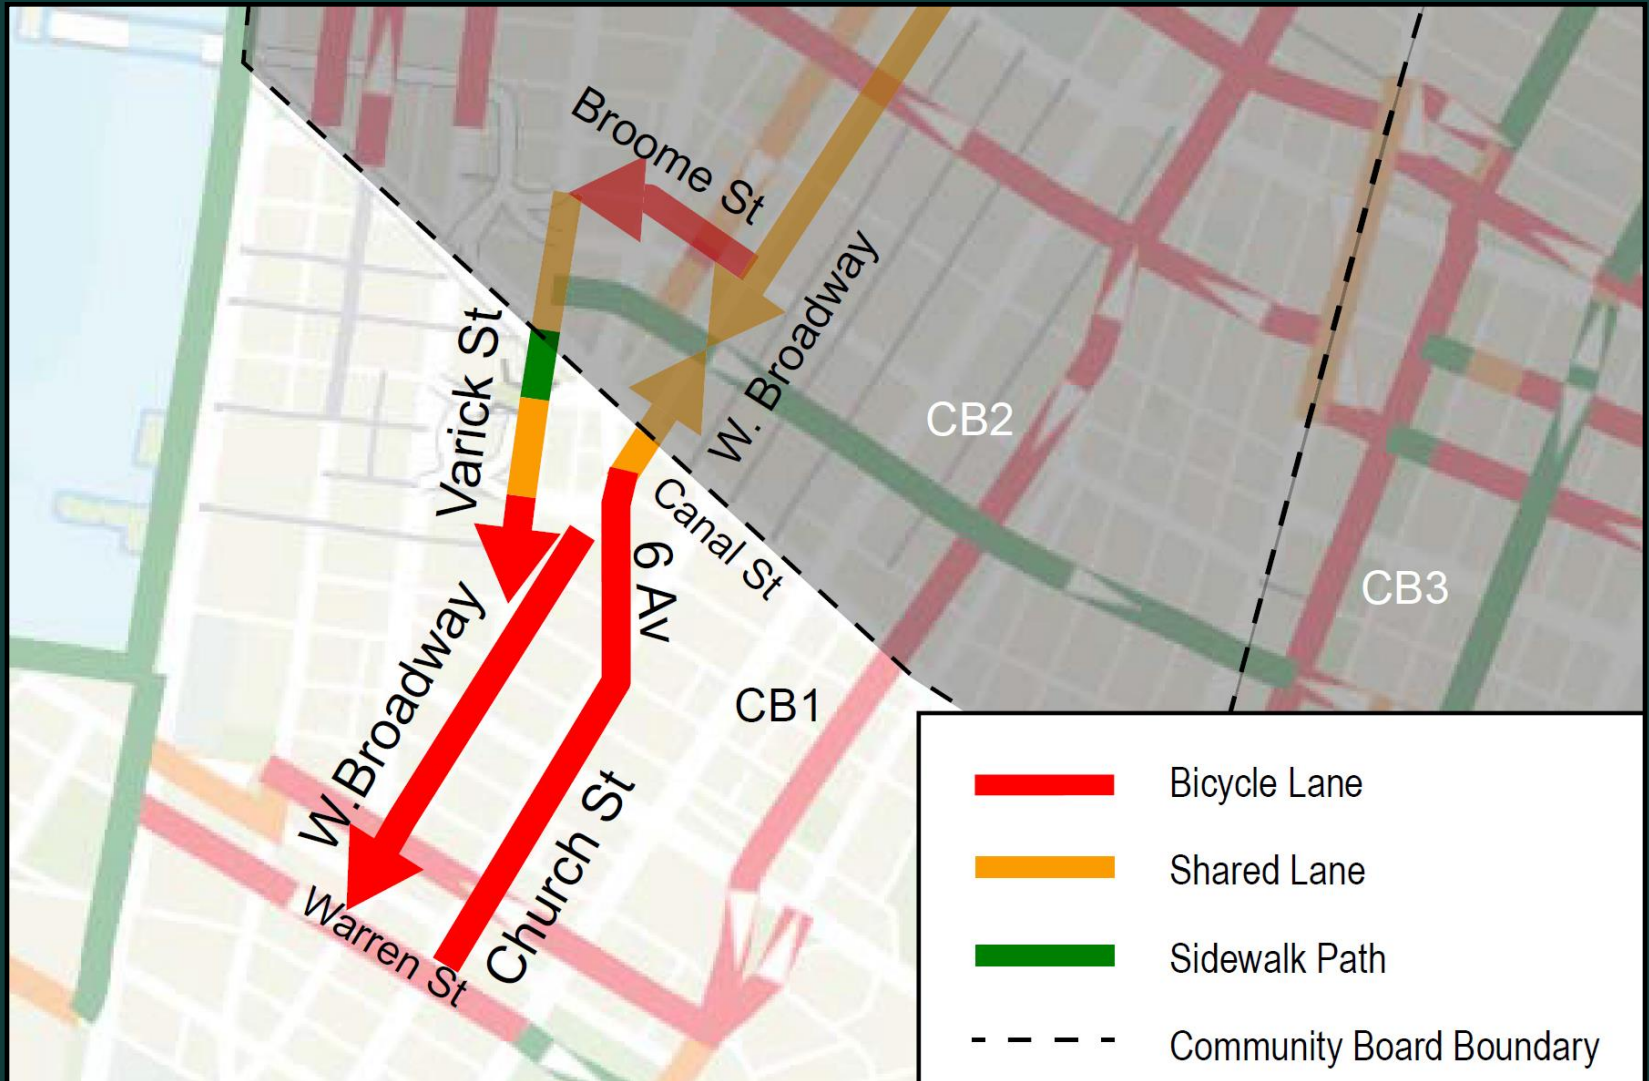 Broome St
W. Broadway
Varick St
CB2
Canal St
6 Av
CB3
W.Broadway
CB1
Church St
Warren St
Bicycle Lane
Shared Lane
Sidewalk Path
Community Board Boundary